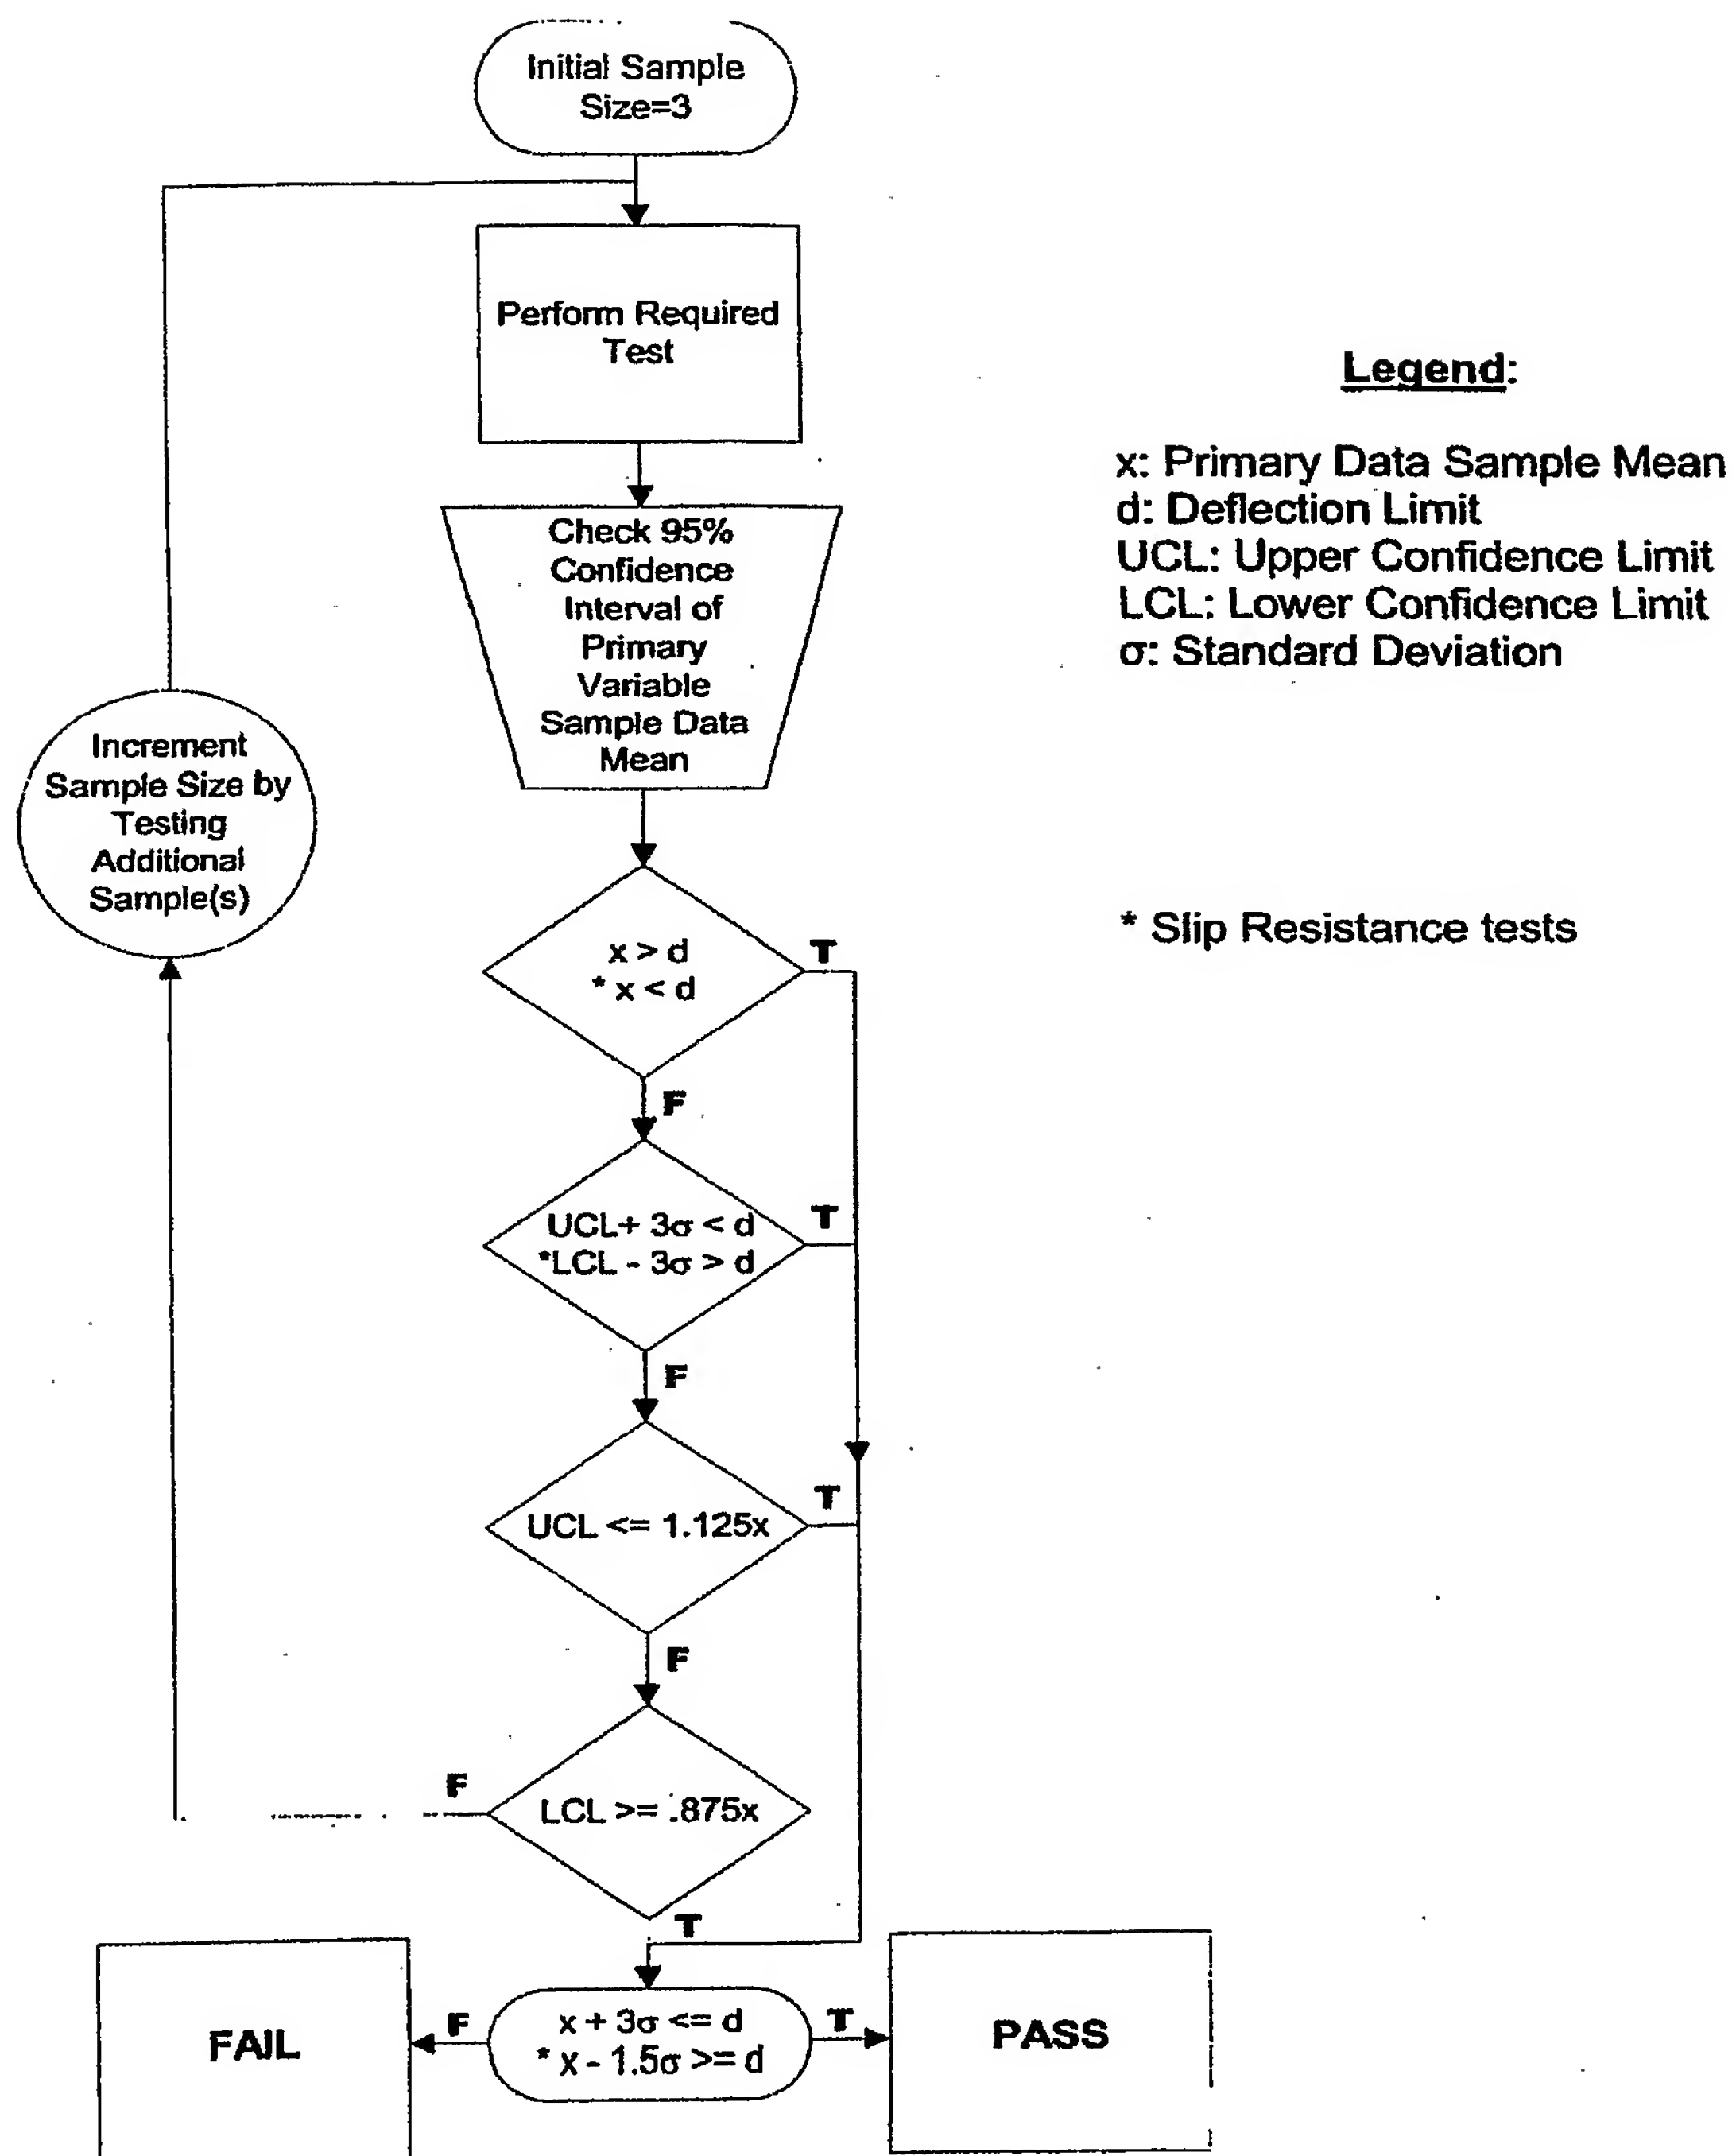 Initial Sample
Size=3
Perform Required
Test
Legend:
x: Primary Data Sample Mean
d: Deflection Limit
UCL: Upper Confidence Limit
LCL: Lower Confidence Limit
σ: Standard Deviation
Check 95%
Confidence
Interval of
Primary
Variable
Sample Data
Mean
Increment
Sample Size by
Testing
Additional
Sample(s)
* Slip Resistance tests
x > d
* x < d
T
F
UCL+ 3σ < d
*LCL - 3σ > d
T
F
UCL <= 1.125x
T
F
LCL >= .875x
F
T
FAIL
F
x + 3σ <= d
* x - 1.5σ >= d
T
PASS